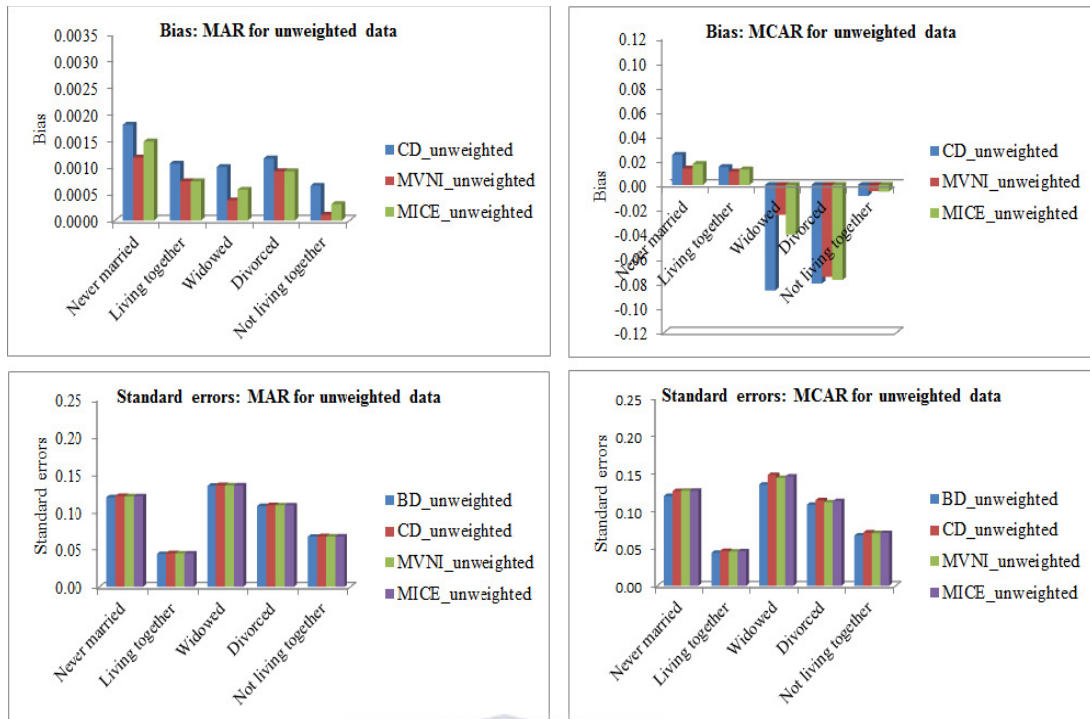 Bias: MAR for unweighted data
0.0035
0.0030
0.0025
0.0020
0.0015
0.0010
0.0005
0.0000
Bias
Never married
Living together
Widowed
Divorced
Not living together
CD_unweighted
MVNI_unweighted
MICE_unweighted
Bias: MCAR for unweighted data
0.12
0.10
0.08
0.06
0.04
0.02
0.00
-0.02
-0.04
-0.06
-0.08
-0.10
-0.12
Bias
Never married
Living together
Widowed
Divorced
Not living together
CD_unweighted
MVNI_unweighted
MICE_unweighted
Standard errors: MAR for unweighted data
0.25
0.20
0.15
0.10
0.05
0.00
Standard errors
Never married
Living together
Widowed
Divorced
Not living together
BD_unweighted
CD_unweighted
MVNI_unweighted
MICE_unweighted
Standard errors: MCAR for unweighted data
0.25
0.20
0.15
0.10
0.05
0.00
Standard errors
Never married
Living together
Widowed
Divorced
Not living together
BD_unweighted
CD_unweighted
MVNI_unweighted
MICE_unweighted